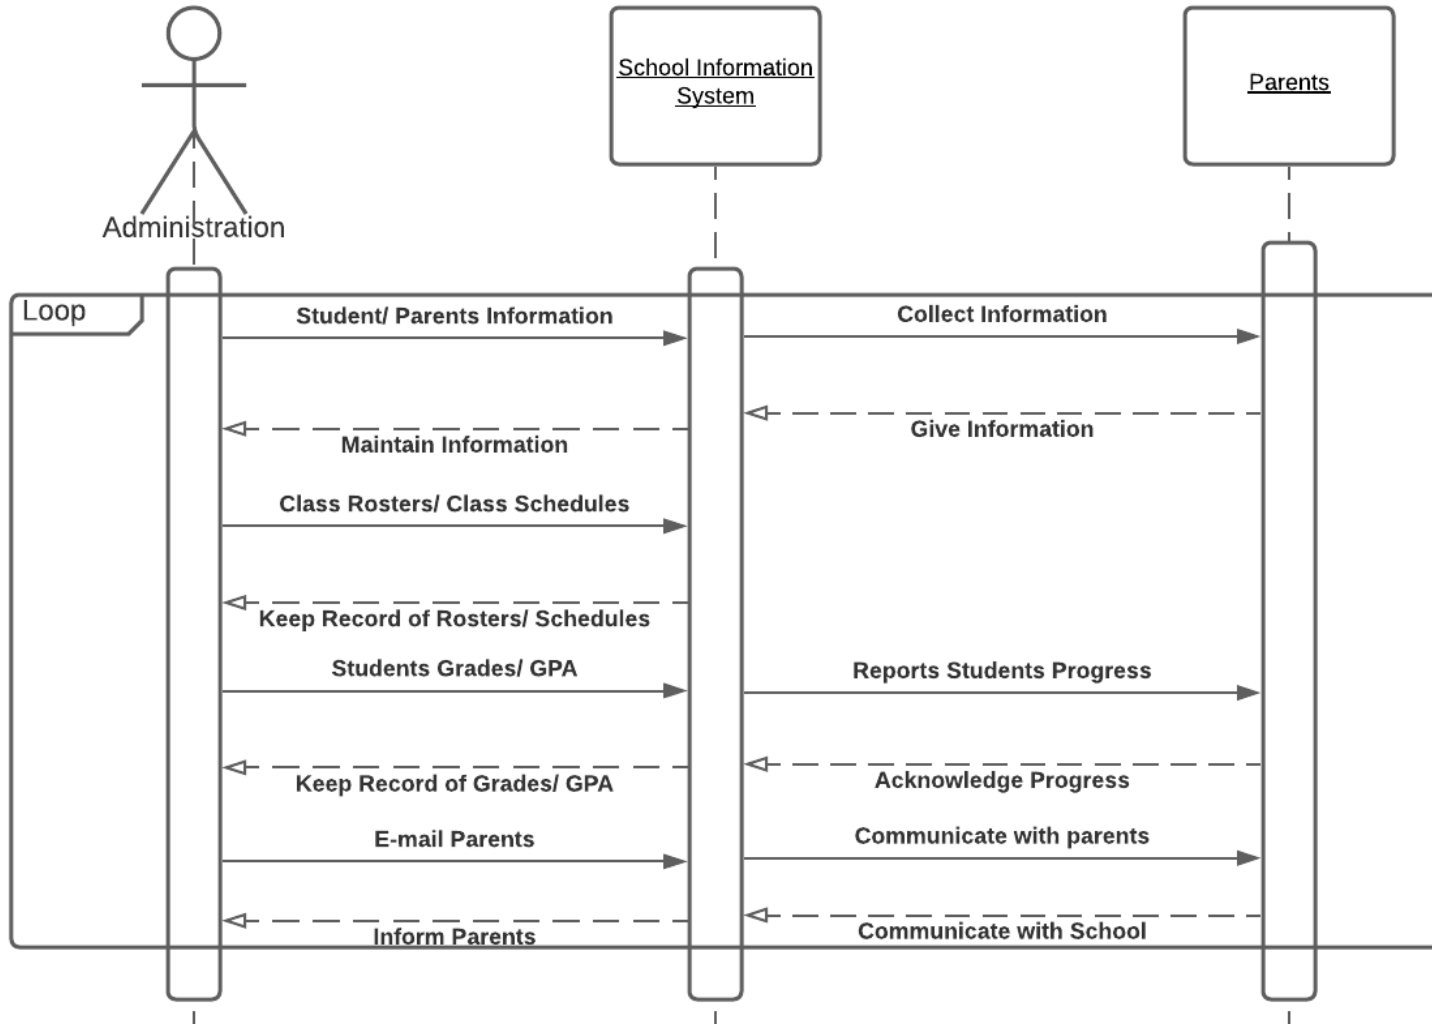 School Information
System
Parents
Administration
Loop
Student/ Parents Information
Collect Information
Give Information
Maintain Information
Class Rosters/ Class Schedules
Keep Record of Rosters/ Schedules
Students Grades/ GPA
Reports Students Progress
Keep Record of Grades/ GPA
Acknowledge Progress
E-mail Parents
Communicate with parents
Inform Parents
Communicate with School